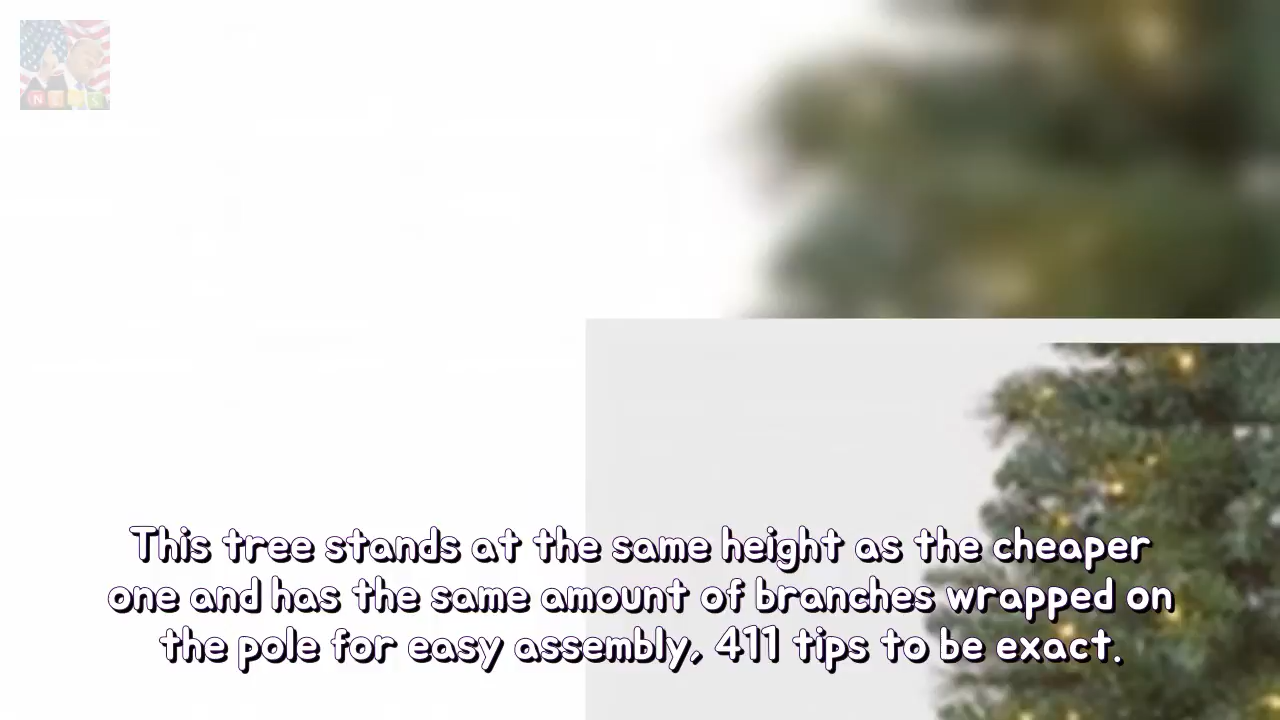 NEWS
This tree stands at the same height as the cheaper
one and has the same amount of branches wrapped on
the pole for easy assembly, 411 tips to be exact.